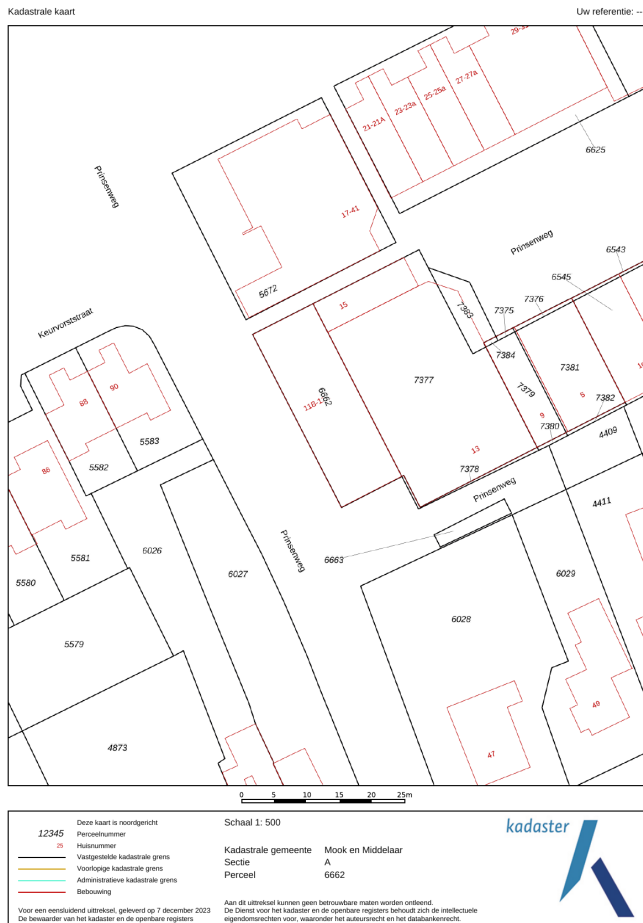 Kadastrale kaart
Uw referentie: --
27-27a
25-25a
23-23a
21-21A
6625
Prinsenweg
17-41
Prinsenweg
6543
6545
5672
7376
15
7383
7375
Keurvorststraat
7384
7381
7377
90
7379
8
7382
88
6662
9
7380
4409
5583
13
86
5582
7378
Prinsenweg
4411
Prinsenweg
6026
5581
6663
6027
6029
5580
6028
5579
49
4873
47
0 5 10 15 20 25m
Deze kaart is noordgericht
12345 Perceelnummer
25 Huisnummer
Vastgestelde kadastrale grens
Voorlopige kadastrale grens
Administratieve kadastrale grens
Bebouwing
Voor een eensluidend uittreksel, geleverd op 7 december 2023
De bewaarder van het kadaster en de openbare registers
Schaal 1: 500
Kadastrale gemeente Mook en Middelaar
Sectie A
Perceel 6662
Aan dit uittreksel kunnen geen betrouwbare maten worden ontleend.
De Dienst voor het kadaster en de openbare registers behoudt zich de intellectuele
eigendomsrechten voor, waaronder het auteursrecht en het databankenrecht.
kadaster